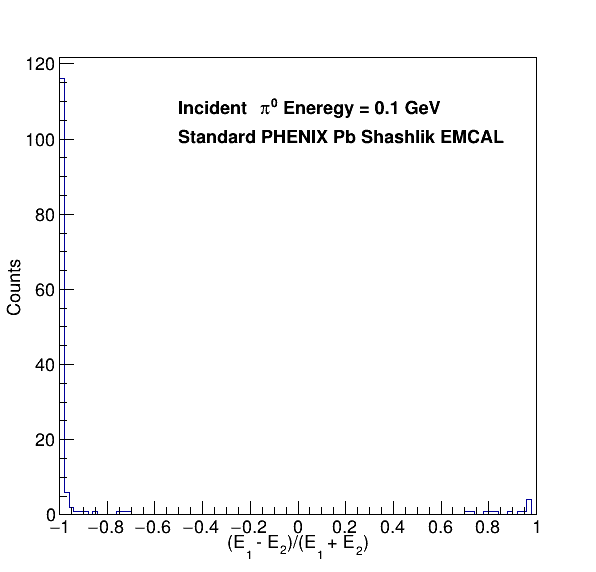 120
Incident π⁰ Eneregy = 0.1 GeV
Standard PHENIX Pb Shashlik EMCAL
100
80
60
40
20
0
Counts
−1 −0.8 −0.6 −0.4 −0.2 0 0.2 0.4 0.6 0.8 1
(E₁ - E₂)/(E₁ + E₂)